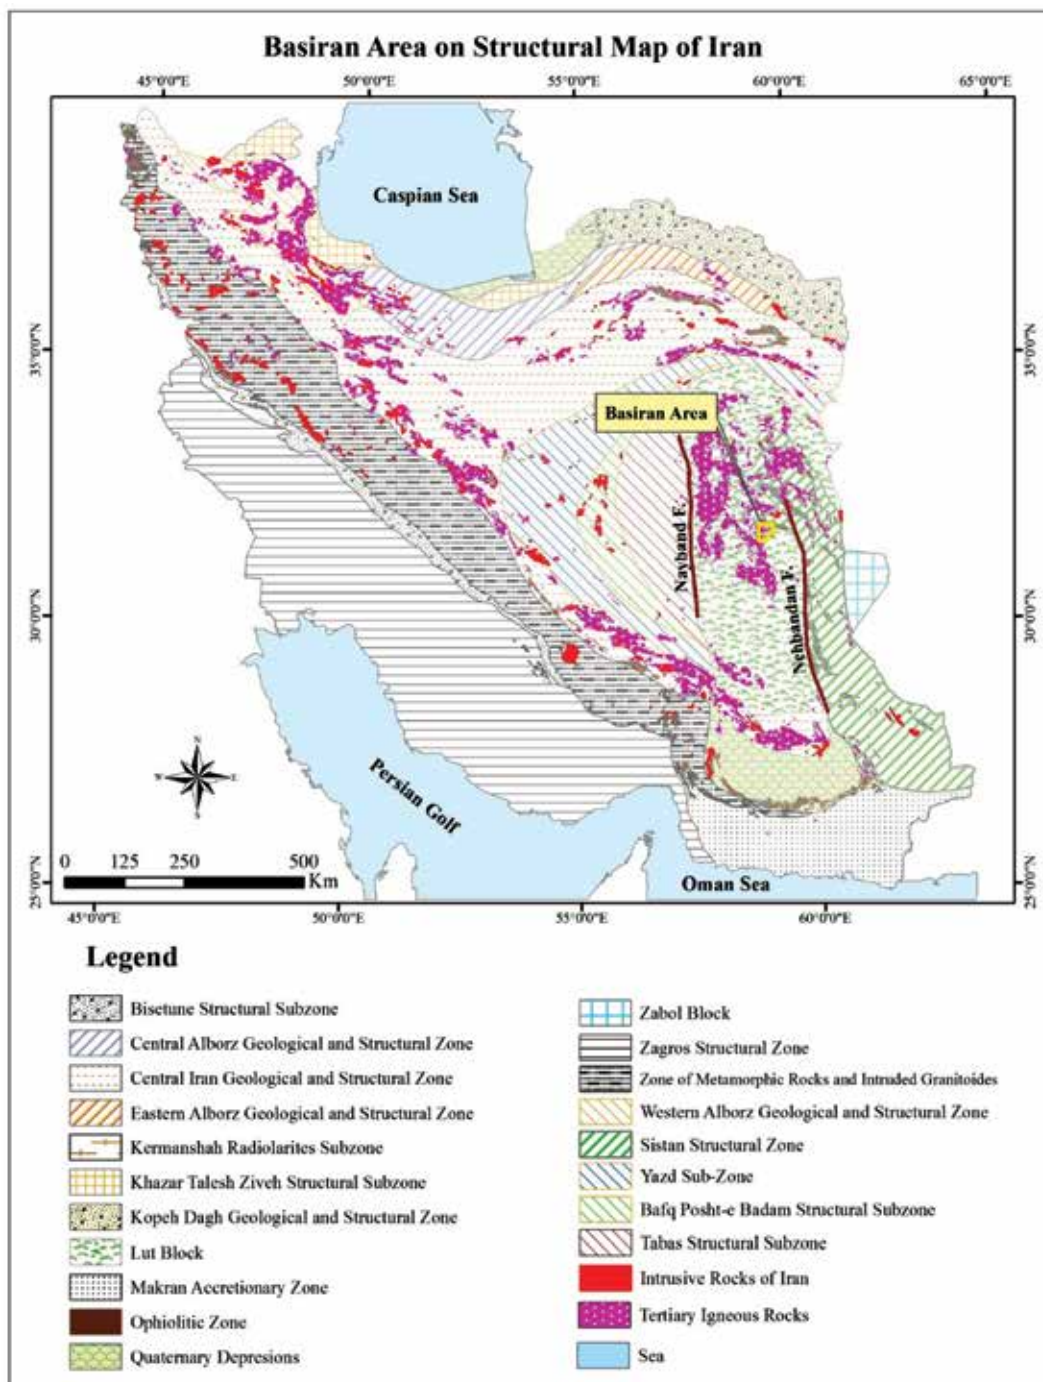 Basiran Area on Structural Map of Iran
45°0'0"E 50°0'0"E 55°0'0"E 60°0'0"E 65°0'0"E
Caspian Sea
35°0'0"N
35°0'0"N
Basiran Area
Nayband F.
Nehbandan F.
30°0'0"N
30°0'0"N
N
W E
S
Persian Golf
0 125 250 500
Km
Oman Sea
25°0'0"N
25°0'0"N
45°0'0"E 50°0'0"E 55°0'0"E 60°0'0"E
Legend
Bisetune Structural Subzone
Central Alborz Geological and Structural Zone
Central Iran Geological and Structural Zone
Eastern Alborz Geological and Structural Zone
Kermanshah Radiolarites Subzone
Khazar Talesh Ziveh Structural Subzone
Kopeh Dagh Geological and Structural Zone
Lut Block
Makran Accretionary Zone
Ophiolitic Zone
Quaternary Depresions
Zabol Block
Zagros Structural Zone
Zone of Metamorphic Rocks and Intruded Granitoides
Western Alborz Geological and Structural Zone
Sistan Structural Zone
Yazd Sub-Zone
Bafq Posht-e Badam Structural Subzone
Tabas Structural Subzone
Intrusive Rocks of Iran
Tertiary Igneous Rocks
Sea